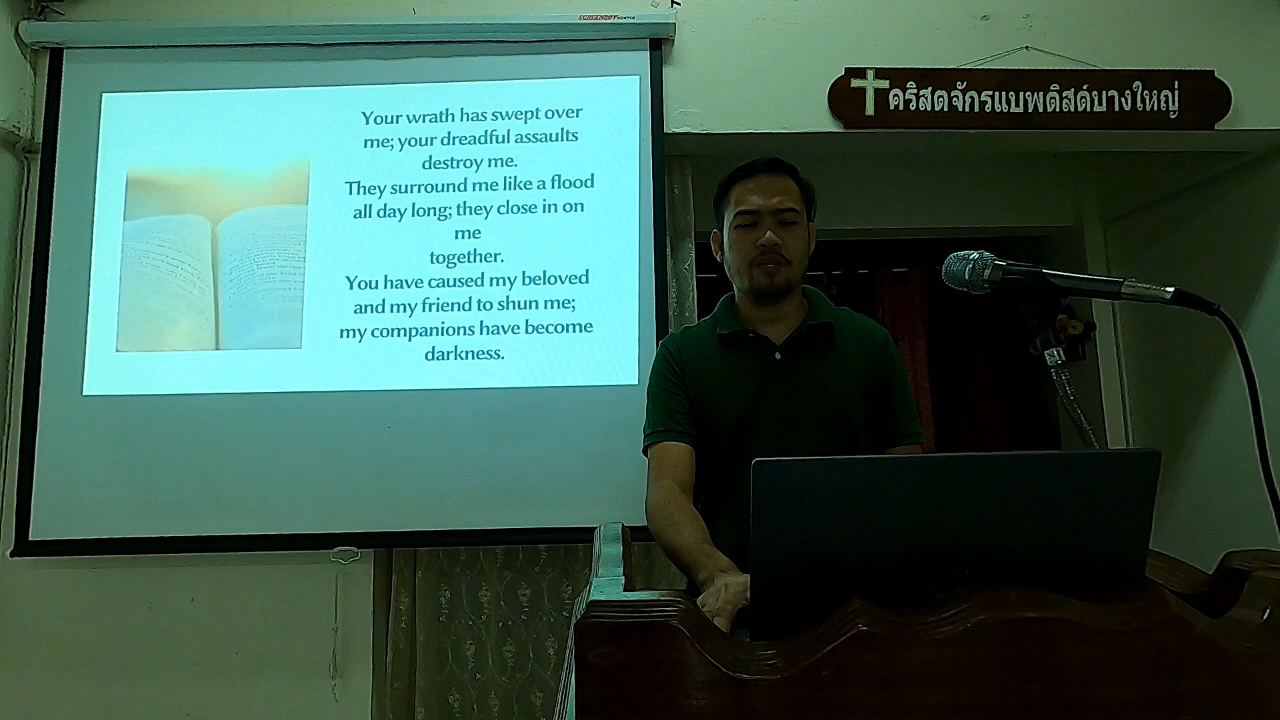 Your wrath has swept over
me; your dreadful assaults
destroy me.
They surround me like a flood
all day long; they close in on
me
together.
You have caused my beloved
and my friend to shun me;
my companions have become
darkness.
คริสตจักรแบพติสต์บางใหญ่